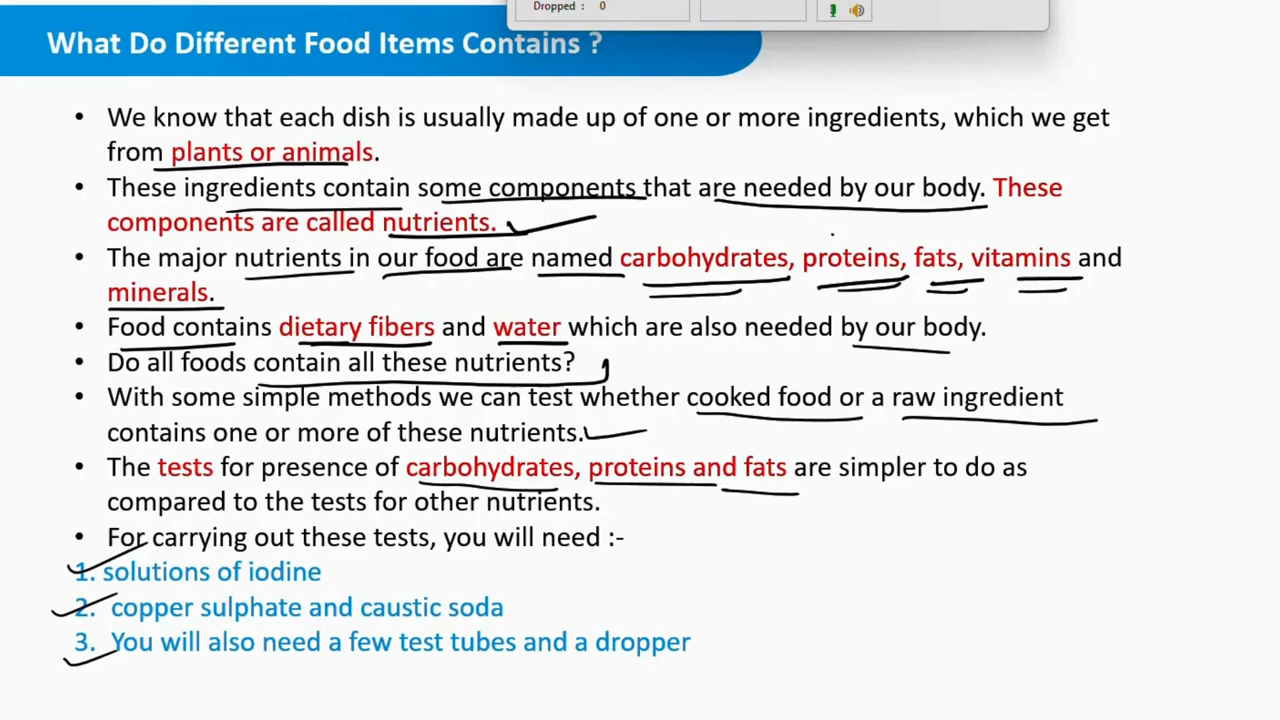 Dropped : 0
What Do Different Food Items Contains ?
• We know that each dish is usually made up of one or more ingredients, which we get
from plants or animals.
• These ingredients contain some components that are needed by our body. These
components are called nutrients.
• The major nutrients in our food are named carbohydrates, proteins, fats, vitamins and
minerals.
• Food contains dietary fibers and water which are also needed by our body.
• Do all foods contain all these nutrients?
• With some simple methods we can test whether cooked food or a raw ingredient
contains one or more of these nutrients.
• The tests for presence of carbohydrates, proteins and fats are simpler to do as
compared to the tests for other nutrients.
• For carrying out these tests, you will need :-
1. solutions of iodine
2. copper sulphate and caustic soda
3. You will also need a few test tubes and a dropper